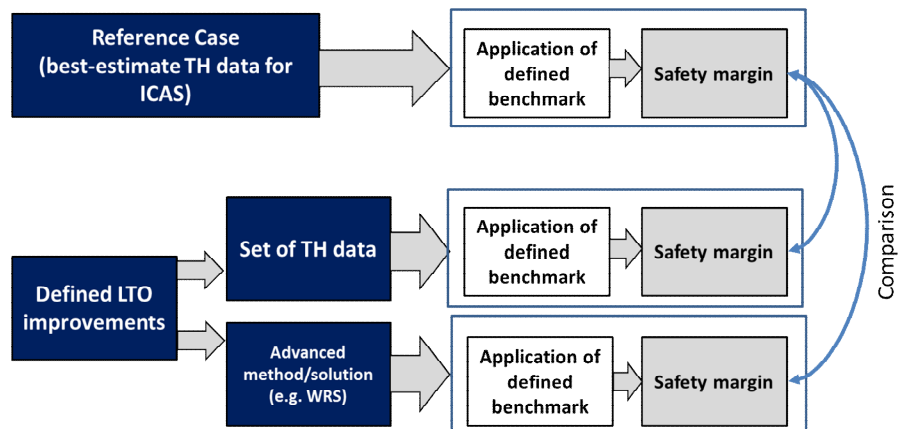 Reference Case
(best-estimate TH data for
ICAS)
Application of
defined
benchmark
Safety margin
Defined LTO
improvements
Set of TH data
Application of
defined
benchmark
Safety margin
Advanced
method/solution
(e.g. WRS)
Application of
defined
benchmark
Safety margin
Comparison